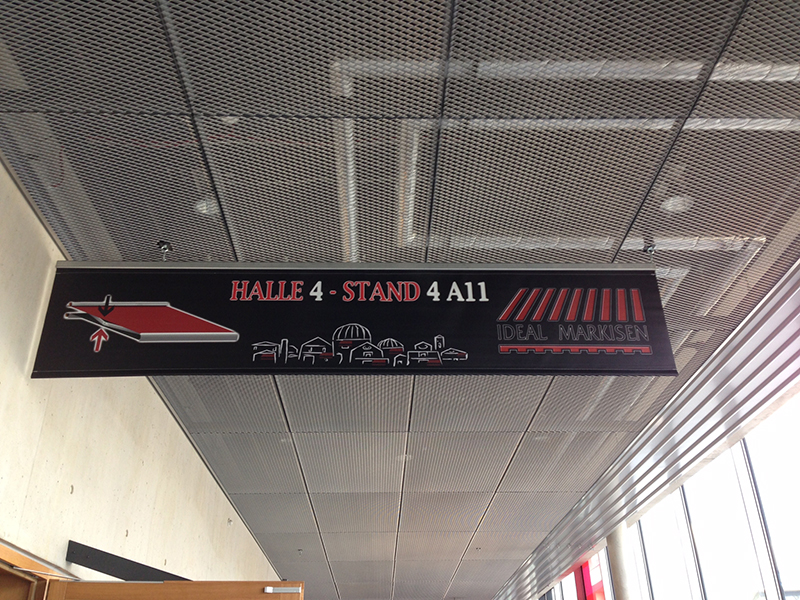 HALLE 4 - STAND 4 A11
IDEAL MARKISEN